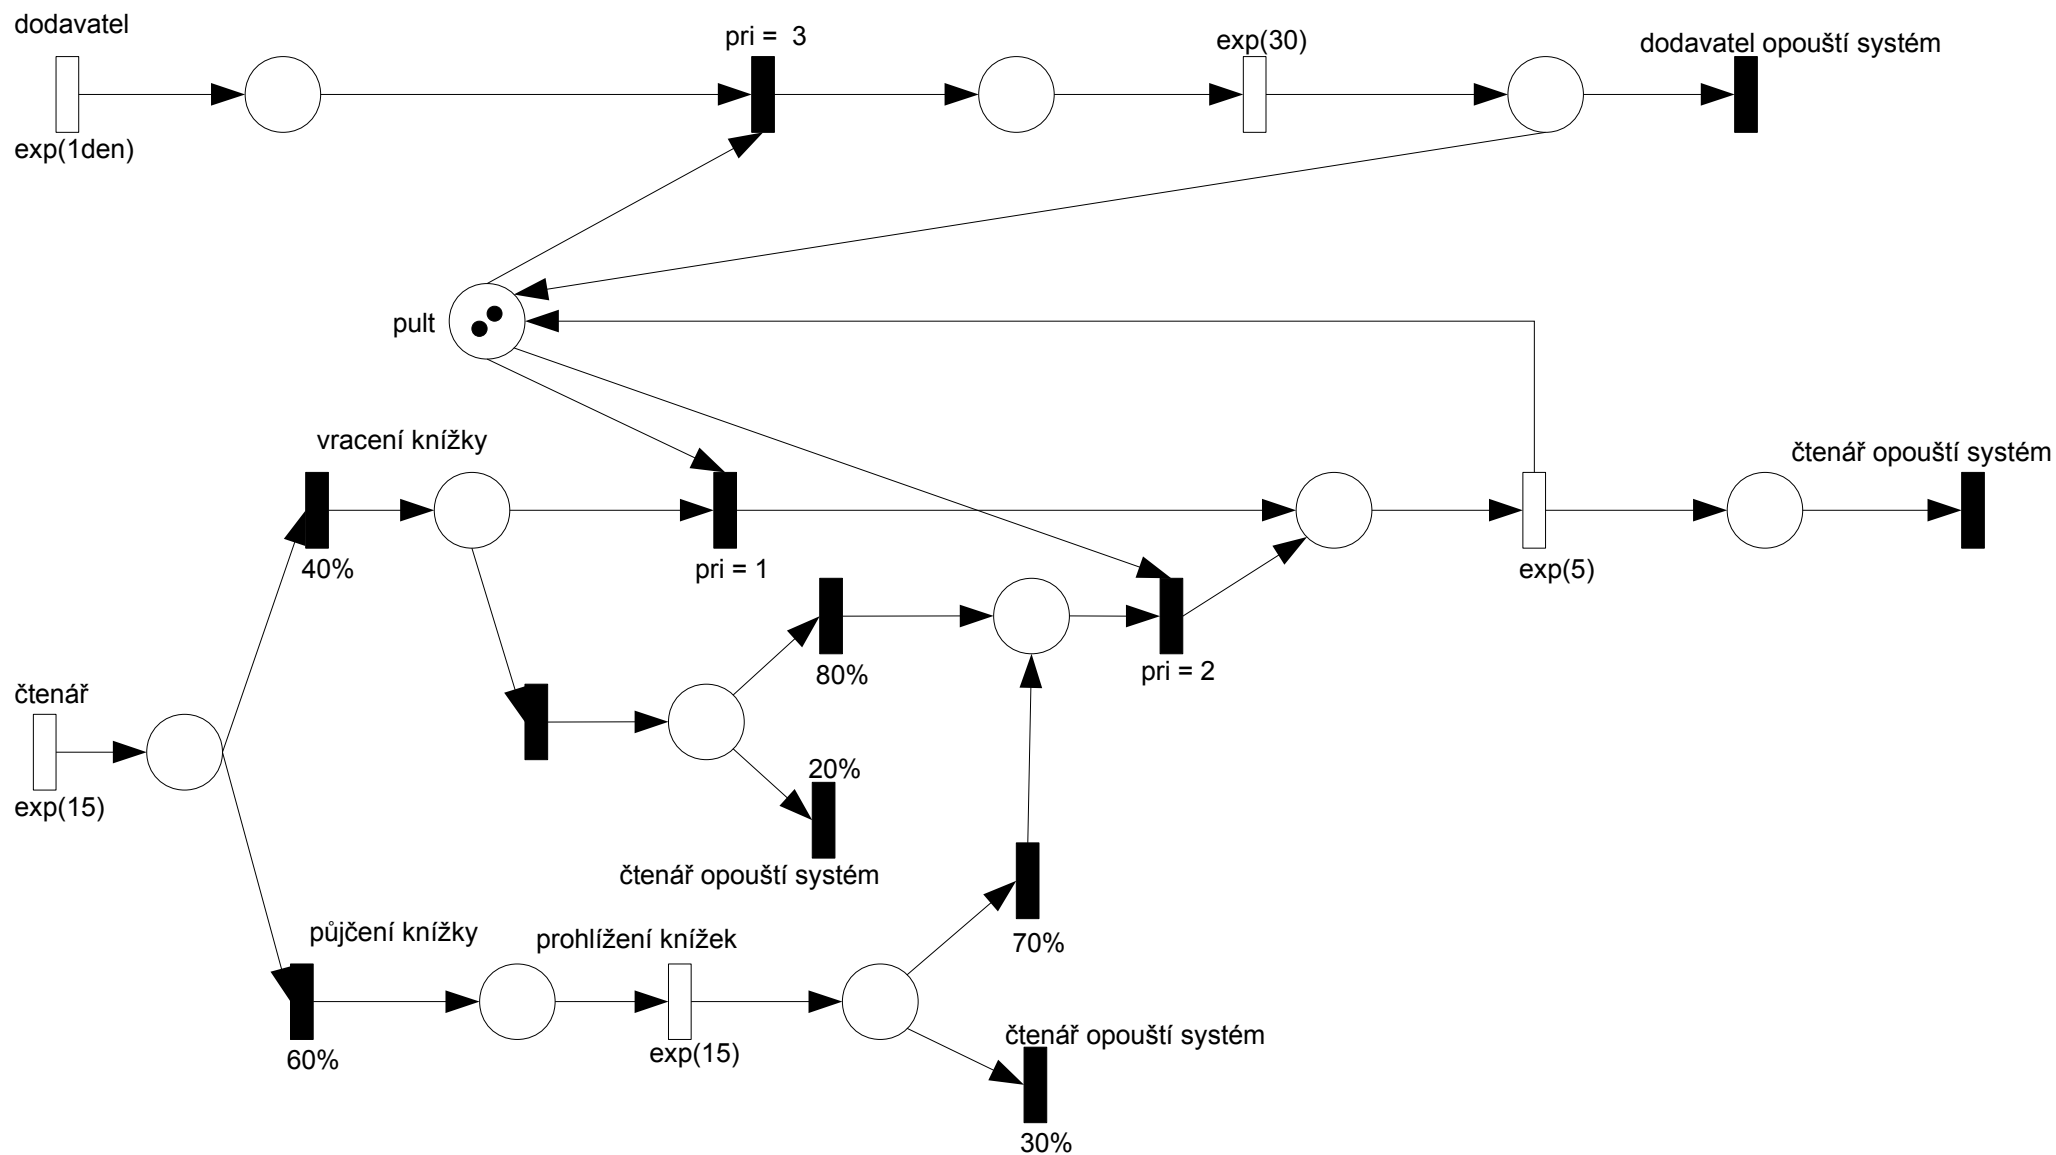 dodavatel
pri =  3
exp(30)
dodavatel opouští systém
exp(1den)
pult
vracení knížky
čtenář opouští systém
40%
pri = 1
exp(5)
80%
pri = 2
čtenář
20%
exp(15)
čtenář opouští systém
půjčení knížky
prohlížení knížek
70%
čtenář opouští systém
60%
exp(15)
30%